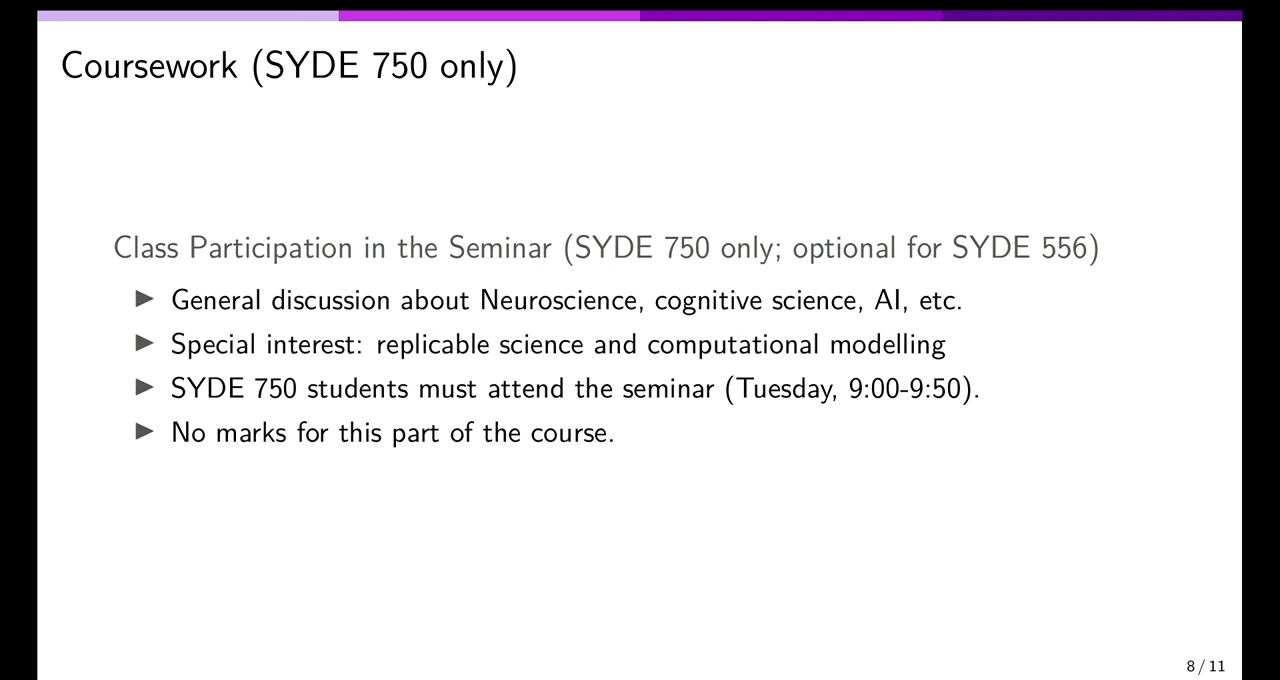 Coursework (SYDE 750 only)
Class Participation in the Seminar (SYDE 750 only; optional for SYDE 556)
▶ General discussion about Neuroscience, cognitive science, AI, etc.
▶ Special interest: replicable science and computational modelling
▶ SYDE 750 students must attend the seminar (Tuesday, 9:00-9:50).
▶ No marks for this part of the course.
8 / 11